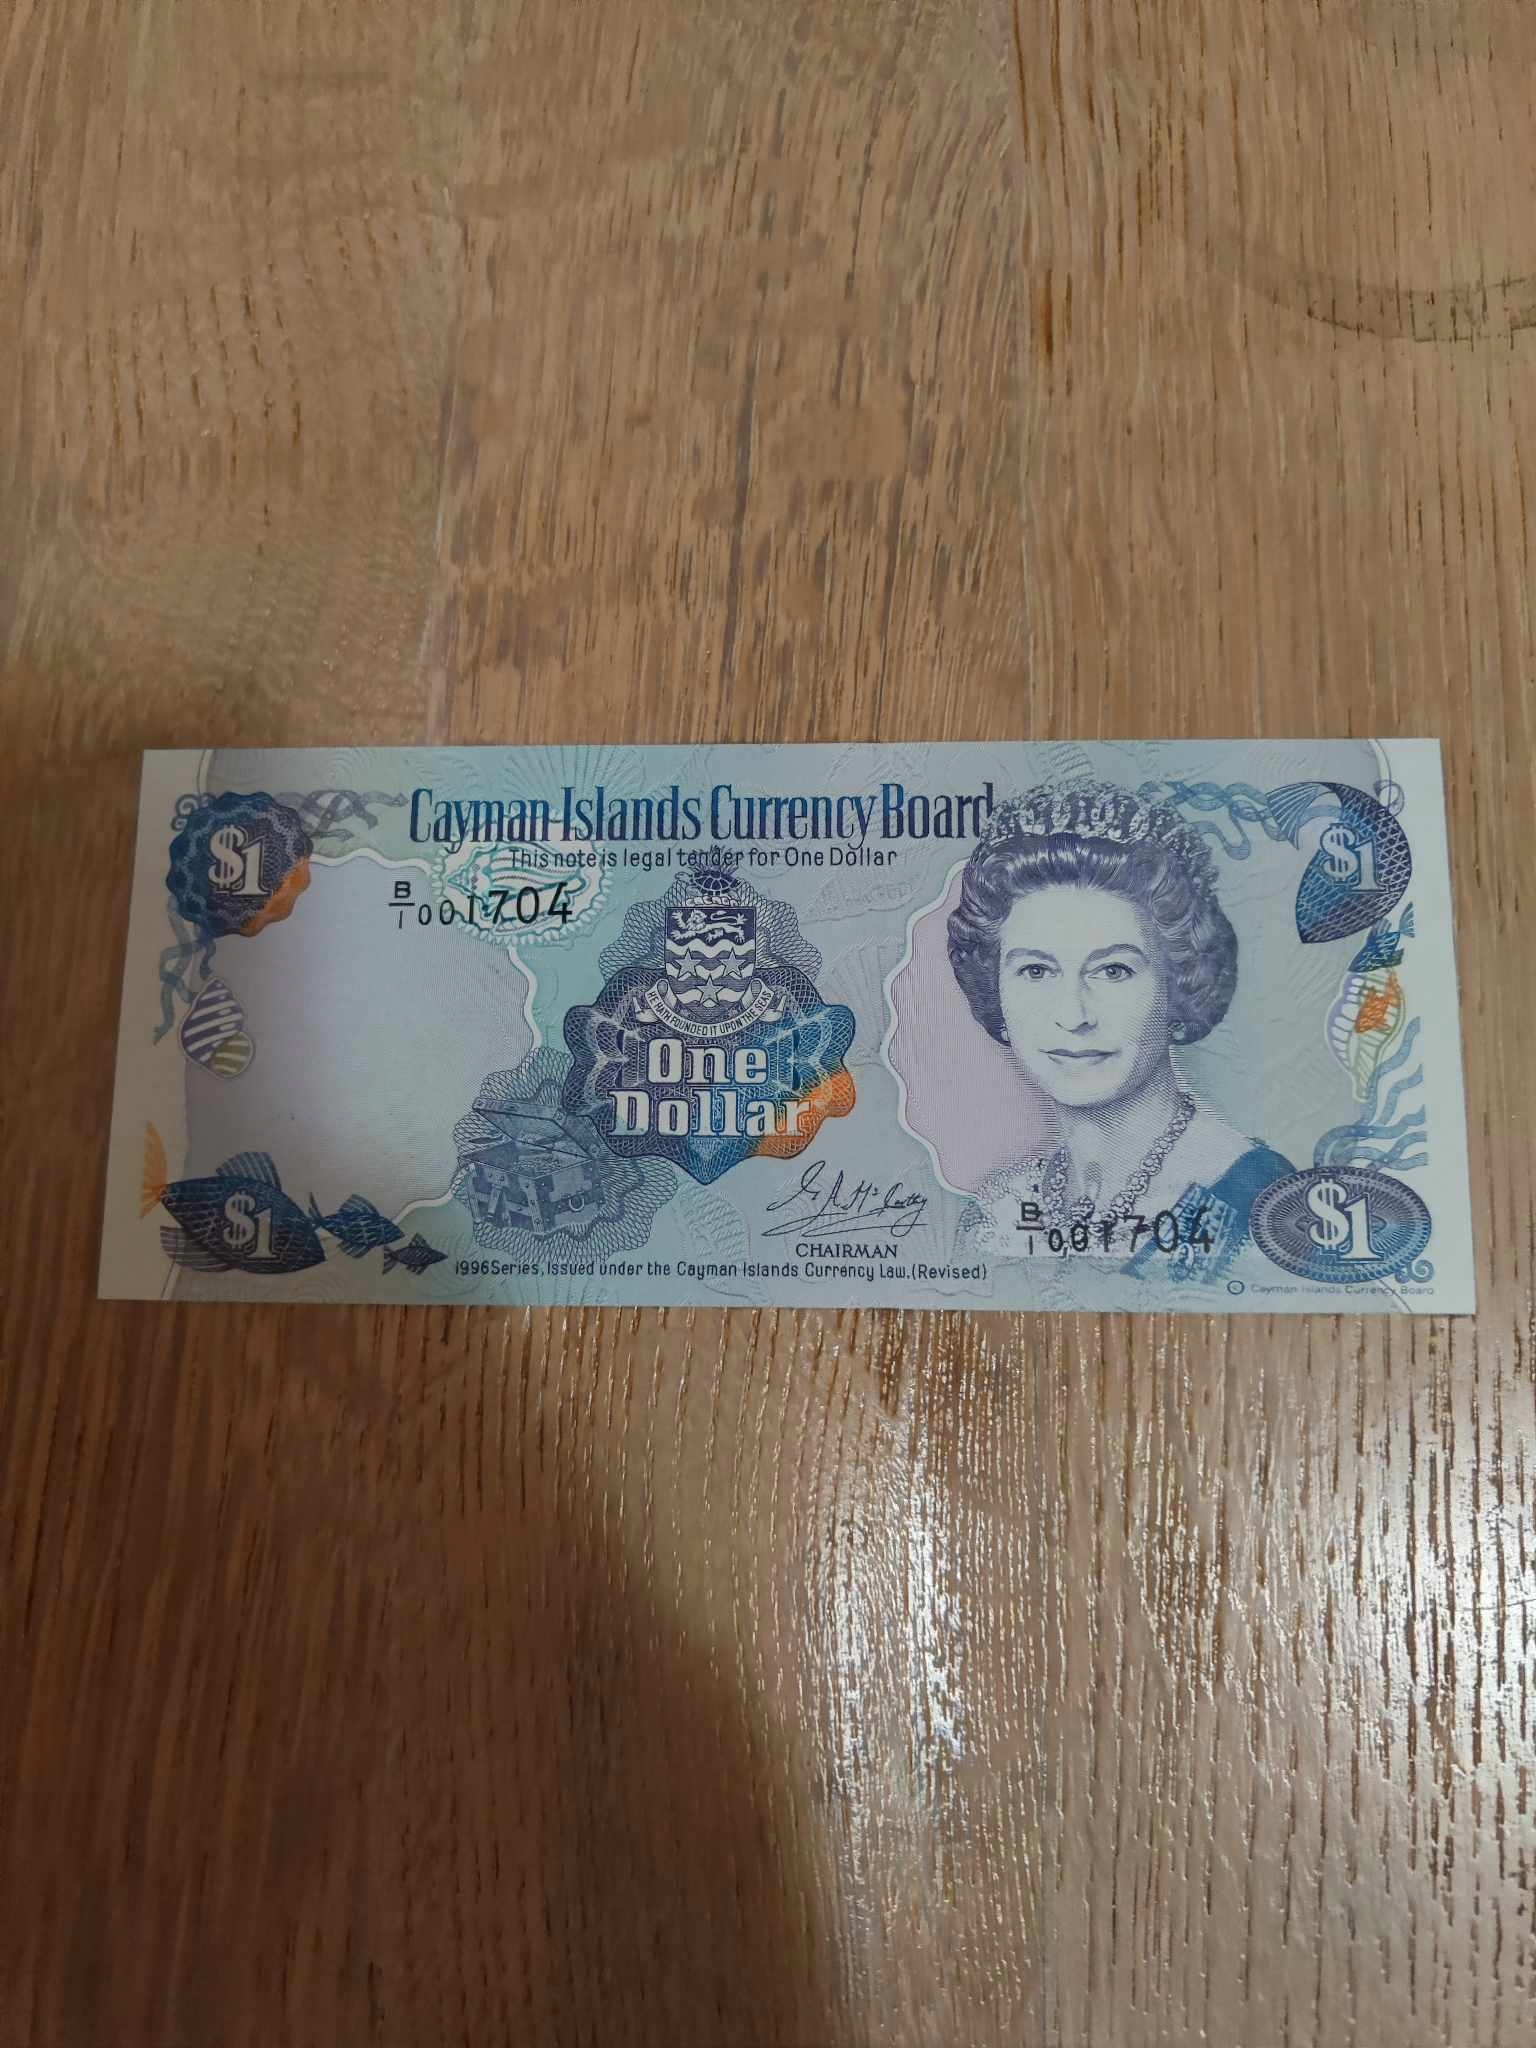 Cayman Islands Currency Board
This note is legal tender for One Dollar
$1
$1
B/1 001704
HE HATH FOUNDED IT UPON THE SEAS
One
Dollar
CHAIRMAN
$1
B/1 001704
$1
1996 Series, Issued under the Cayman Islands Currency Law, (Revised)
© Cayman Islands Currency Board